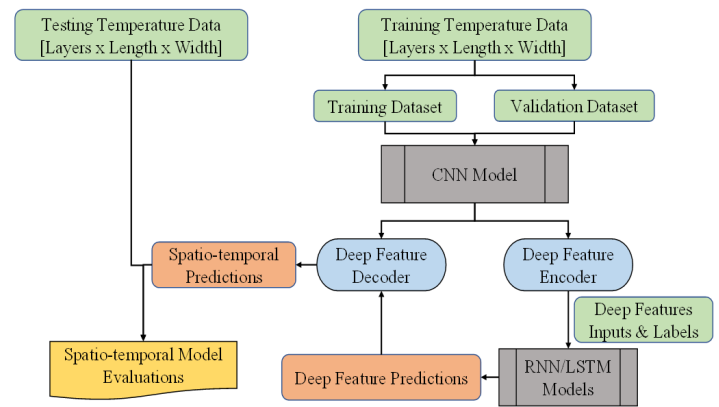 Testing Temperature Data
[Layers x Length x Width]
Training Temperature Data
[Layers x Length x Width]
Training Dataset
Validation Dataset
CNN Model
Spatio-temporal
Predictions
Deep Feature
Decoder
Deep Feature
Encoder
Deep Features
Inputs & Labels
Spatio-temporal Model
Evaluations
Deep Feature Predictions
RNN/LSTM
Models